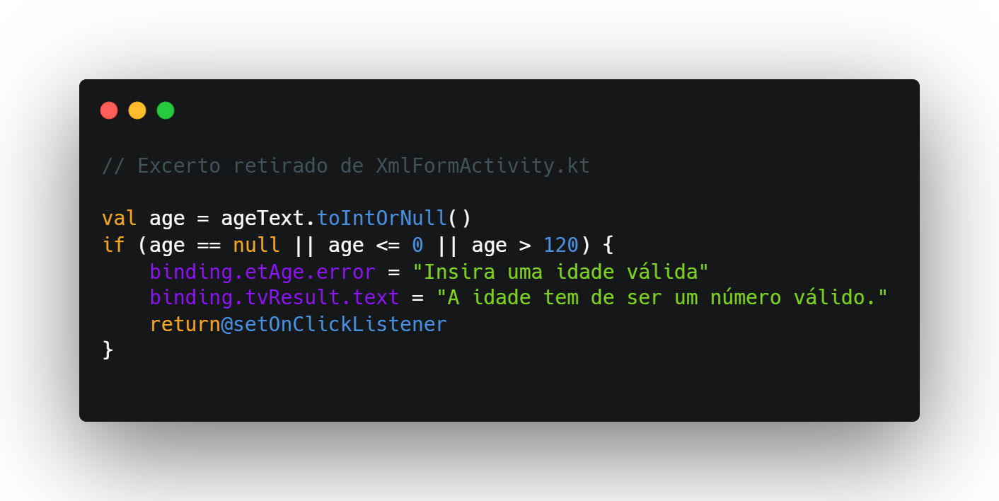 // Excerto retirado de XmlFormActivity.kt
val age = ageText.toIntOrNull()
if (age == null || age <= 0 || age > 120) {
    binding.etAge.error = "Insira uma idade válida"
    binding.tvResult.text = "A idade tem de ser um número válido."
    return@setOnClickListener
}